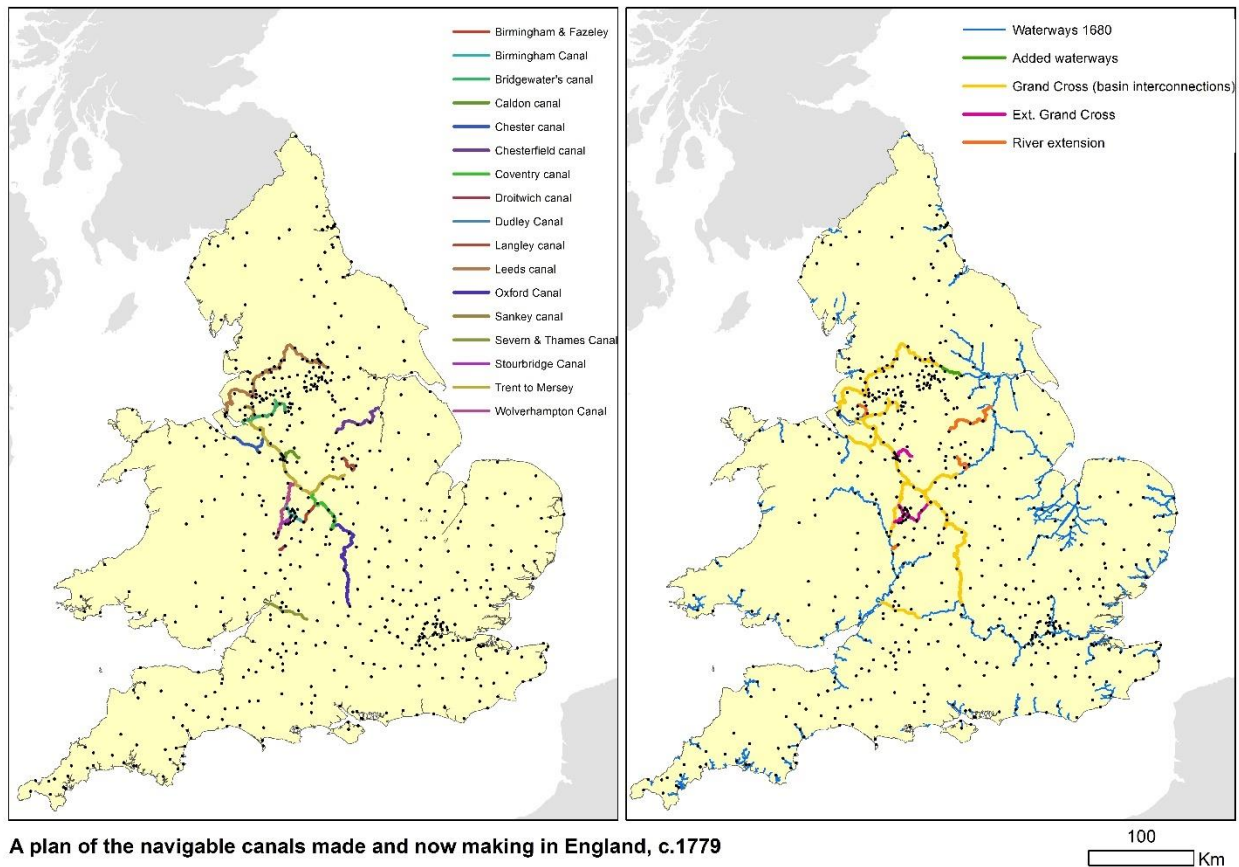 Birmingham & Fazeley
Birmingham Canal
Bridgewater's canal
Caldon canal
Chester canal
Chesterfield canal
Coventry canal
Droitwich canal
Dudley Canal
Langley canal
Leeds canal
Oxford Canal
Sankey canal
Severn & Thames Canal
Stourbridge Canal
Trent to Mersey
Wolverhampton Canal
Waterways 1680
Added waterways
Grand Cross (basin interconnections)
Ext. Grand Cross
River extension
A plan of the navigable canals made and now making in England, c.1779
100
Km